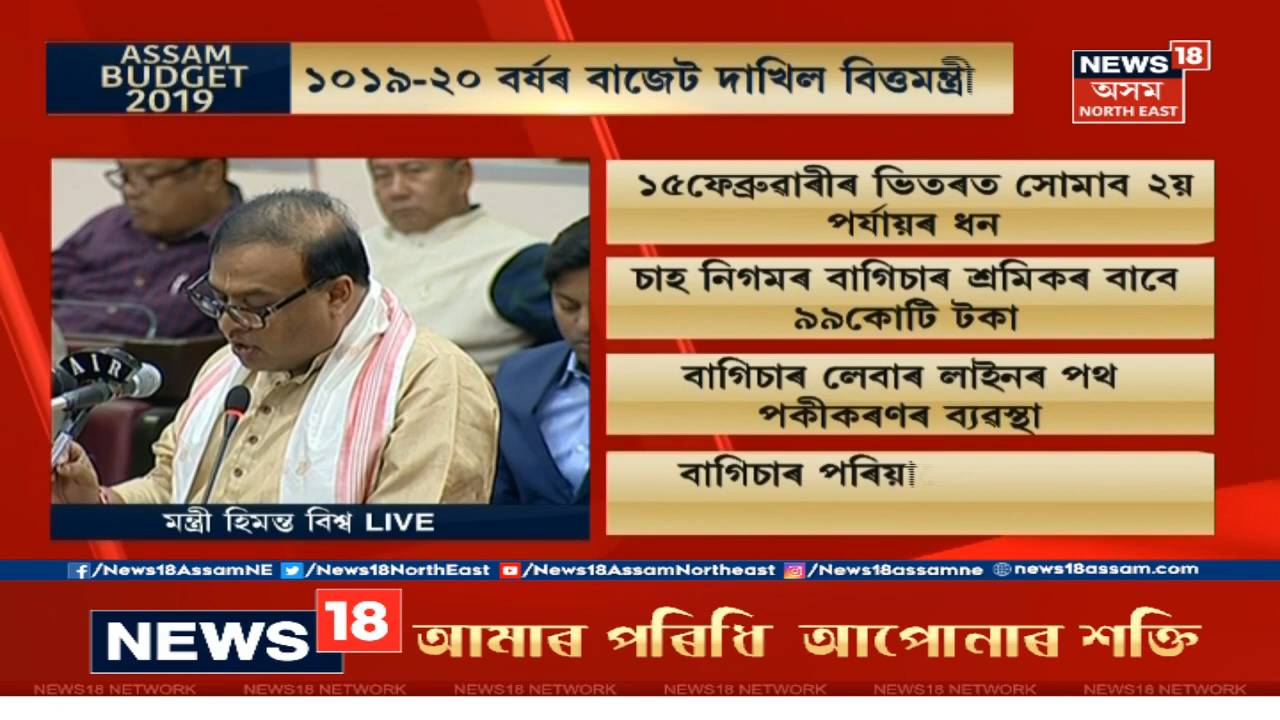 ASSAM
BUDGET
2019
১০১৯-২০ বৰ্ষৰ বাজেট দাখিল বিত্তমন্ত্ৰী
NEWS 18
অসম
NORTH EAST
১৫ফেব্ৰুৱাৰীৰ ভিতৰত সোমাব ২য়
পৰ্যায়ৰ ধন
চাহ নিগমৰ বাগিচাৰ শ্ৰমিকৰ বাবে
৯৯কোটি টকা
বাগিচাৰ লেবাৰ লাইনৰ পথ
পকীকৰণৰ ব্যৱস্থা
বাগিচাৰ পৰিয়া
AIR
মন্ত্ৰী হিমন্ত বিশ্ব LIVE
/News18AssamNE /News18NorthEast /News18AssamNortheast /News18assamne news18assam.com
NEWS 18 আমাৰ পৰিধি আপোনাৰ শক্তি
NEWS18 NETWORK NEWS18 NETWORK NEWS18 NETWORK NEWS18 NETWORK NEWS18 NETWORK NEWS18 NETWORK